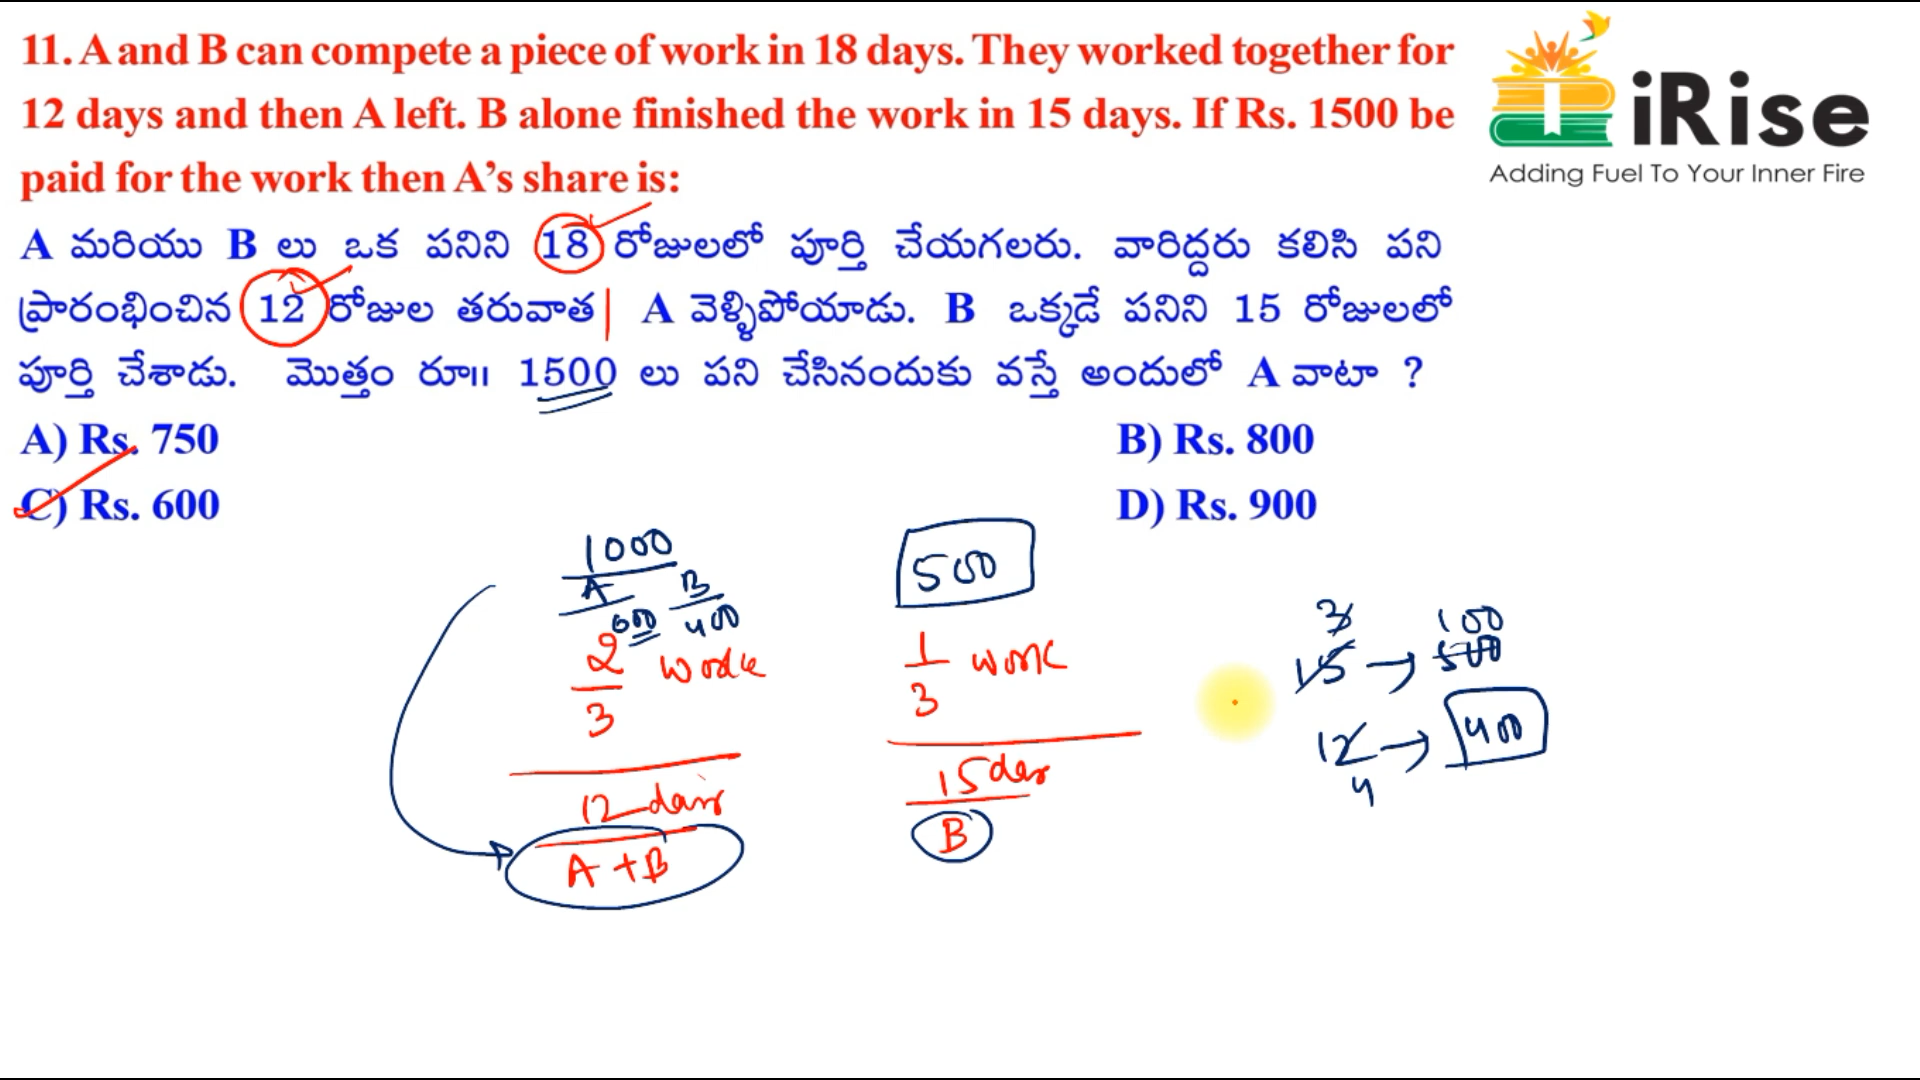 11. A and B can compete a piece of work in 18 days. They worked together for
12 days and then A left. B alone finished the work in 15 days. If Rs. 1500 be
paid for the work then A's share is:
iRise
Adding Fuel To Your Inner Fire
A మరియు B లు ఒక పనిని 18 రోజులలో పూర్తి చేయగలరు. వారిద్దరు కలిసి పని
ప్రారంభించిన 12 రోజుల తరువాత A వెళ్ళిపోయాడు. B ఒక్కడే పనిని 15 రోజులలో
పూర్తి చేశాడు. మొత్తం రూ॥ 1500 లు పని చేసినందుకు వస్తే అందులో A వాటా ?
A) Rs. 750
B) Rs. 800
C) Rs. 600
D) Rs. 900
1000
A B
600 400
2 work
3
12 days
A + B
500
1 work
3
15 days
B
3 100
15 → 500
12 → 400
4